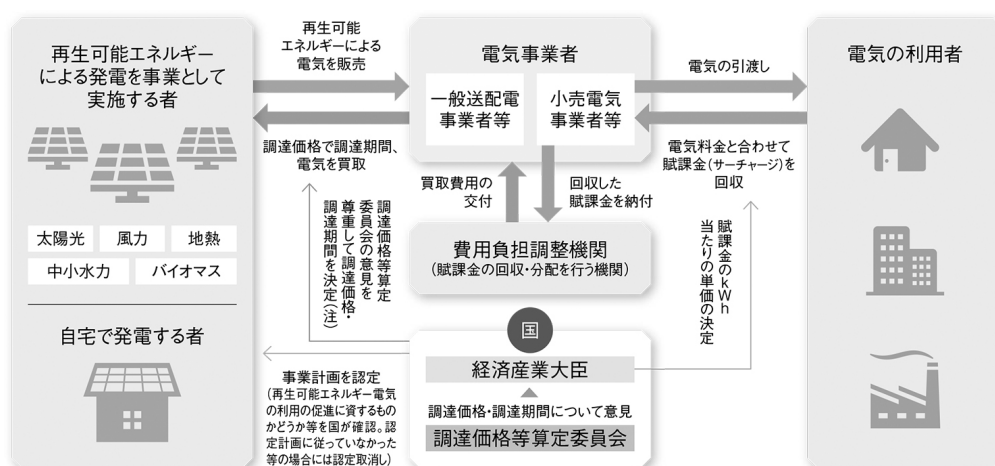 再生可能エネルギー
による発電を事業として
実施する者
太陽光
風力
地熱
中小水力
バイオマス
自宅で発電する者
再生可能
エネルギーによる
電気を販売
調達価格で調達期間、
電気を買取
調達価格等算定
委員会の意見を
尊重して調達価格・
調達期間を決定(注)
事業計画を認定
(再生可能エネルギー電気
の利用の促進に資するもの
かどうか等を国が確認。認
定計画に従っていなかった
等の場合には認定取消し)
電気事業者
一般送配電
事業者等
小売電気
事業者等
買取費用の
交付
回収した
賦課金を納付
費用負担調整機関
(賦課金の回収・分配を行う機関)
国
経済産業大臣
調達価格・調達期間について意見
調達価格等算定委員会
電気の引渡し
電気料金と合わせて
賦課金(サーチャージ)を
回収
賦課金のkWh
当たりの単価の決定
電気の利用者